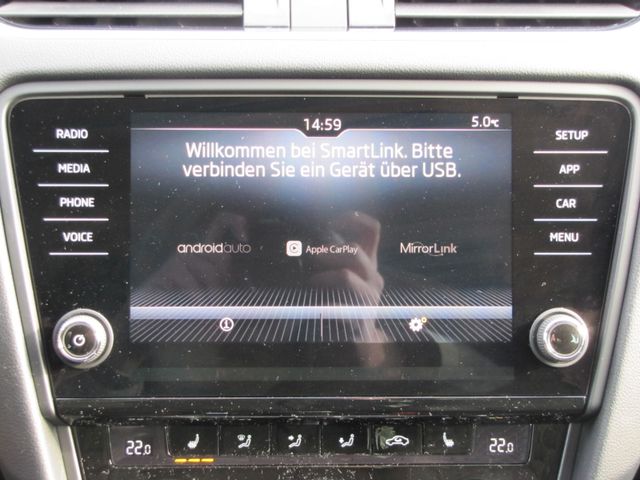 14:59 5.0°C
RADIO
MEDIA
PHONE
VOICE
Willkommen bei SmartLink. Bitte
verbinden Sie ein Gerät über USB.
androidauto Apple CarPlay MirrorLink
SETUP
APP
CAR
MENU
22.0 22.0